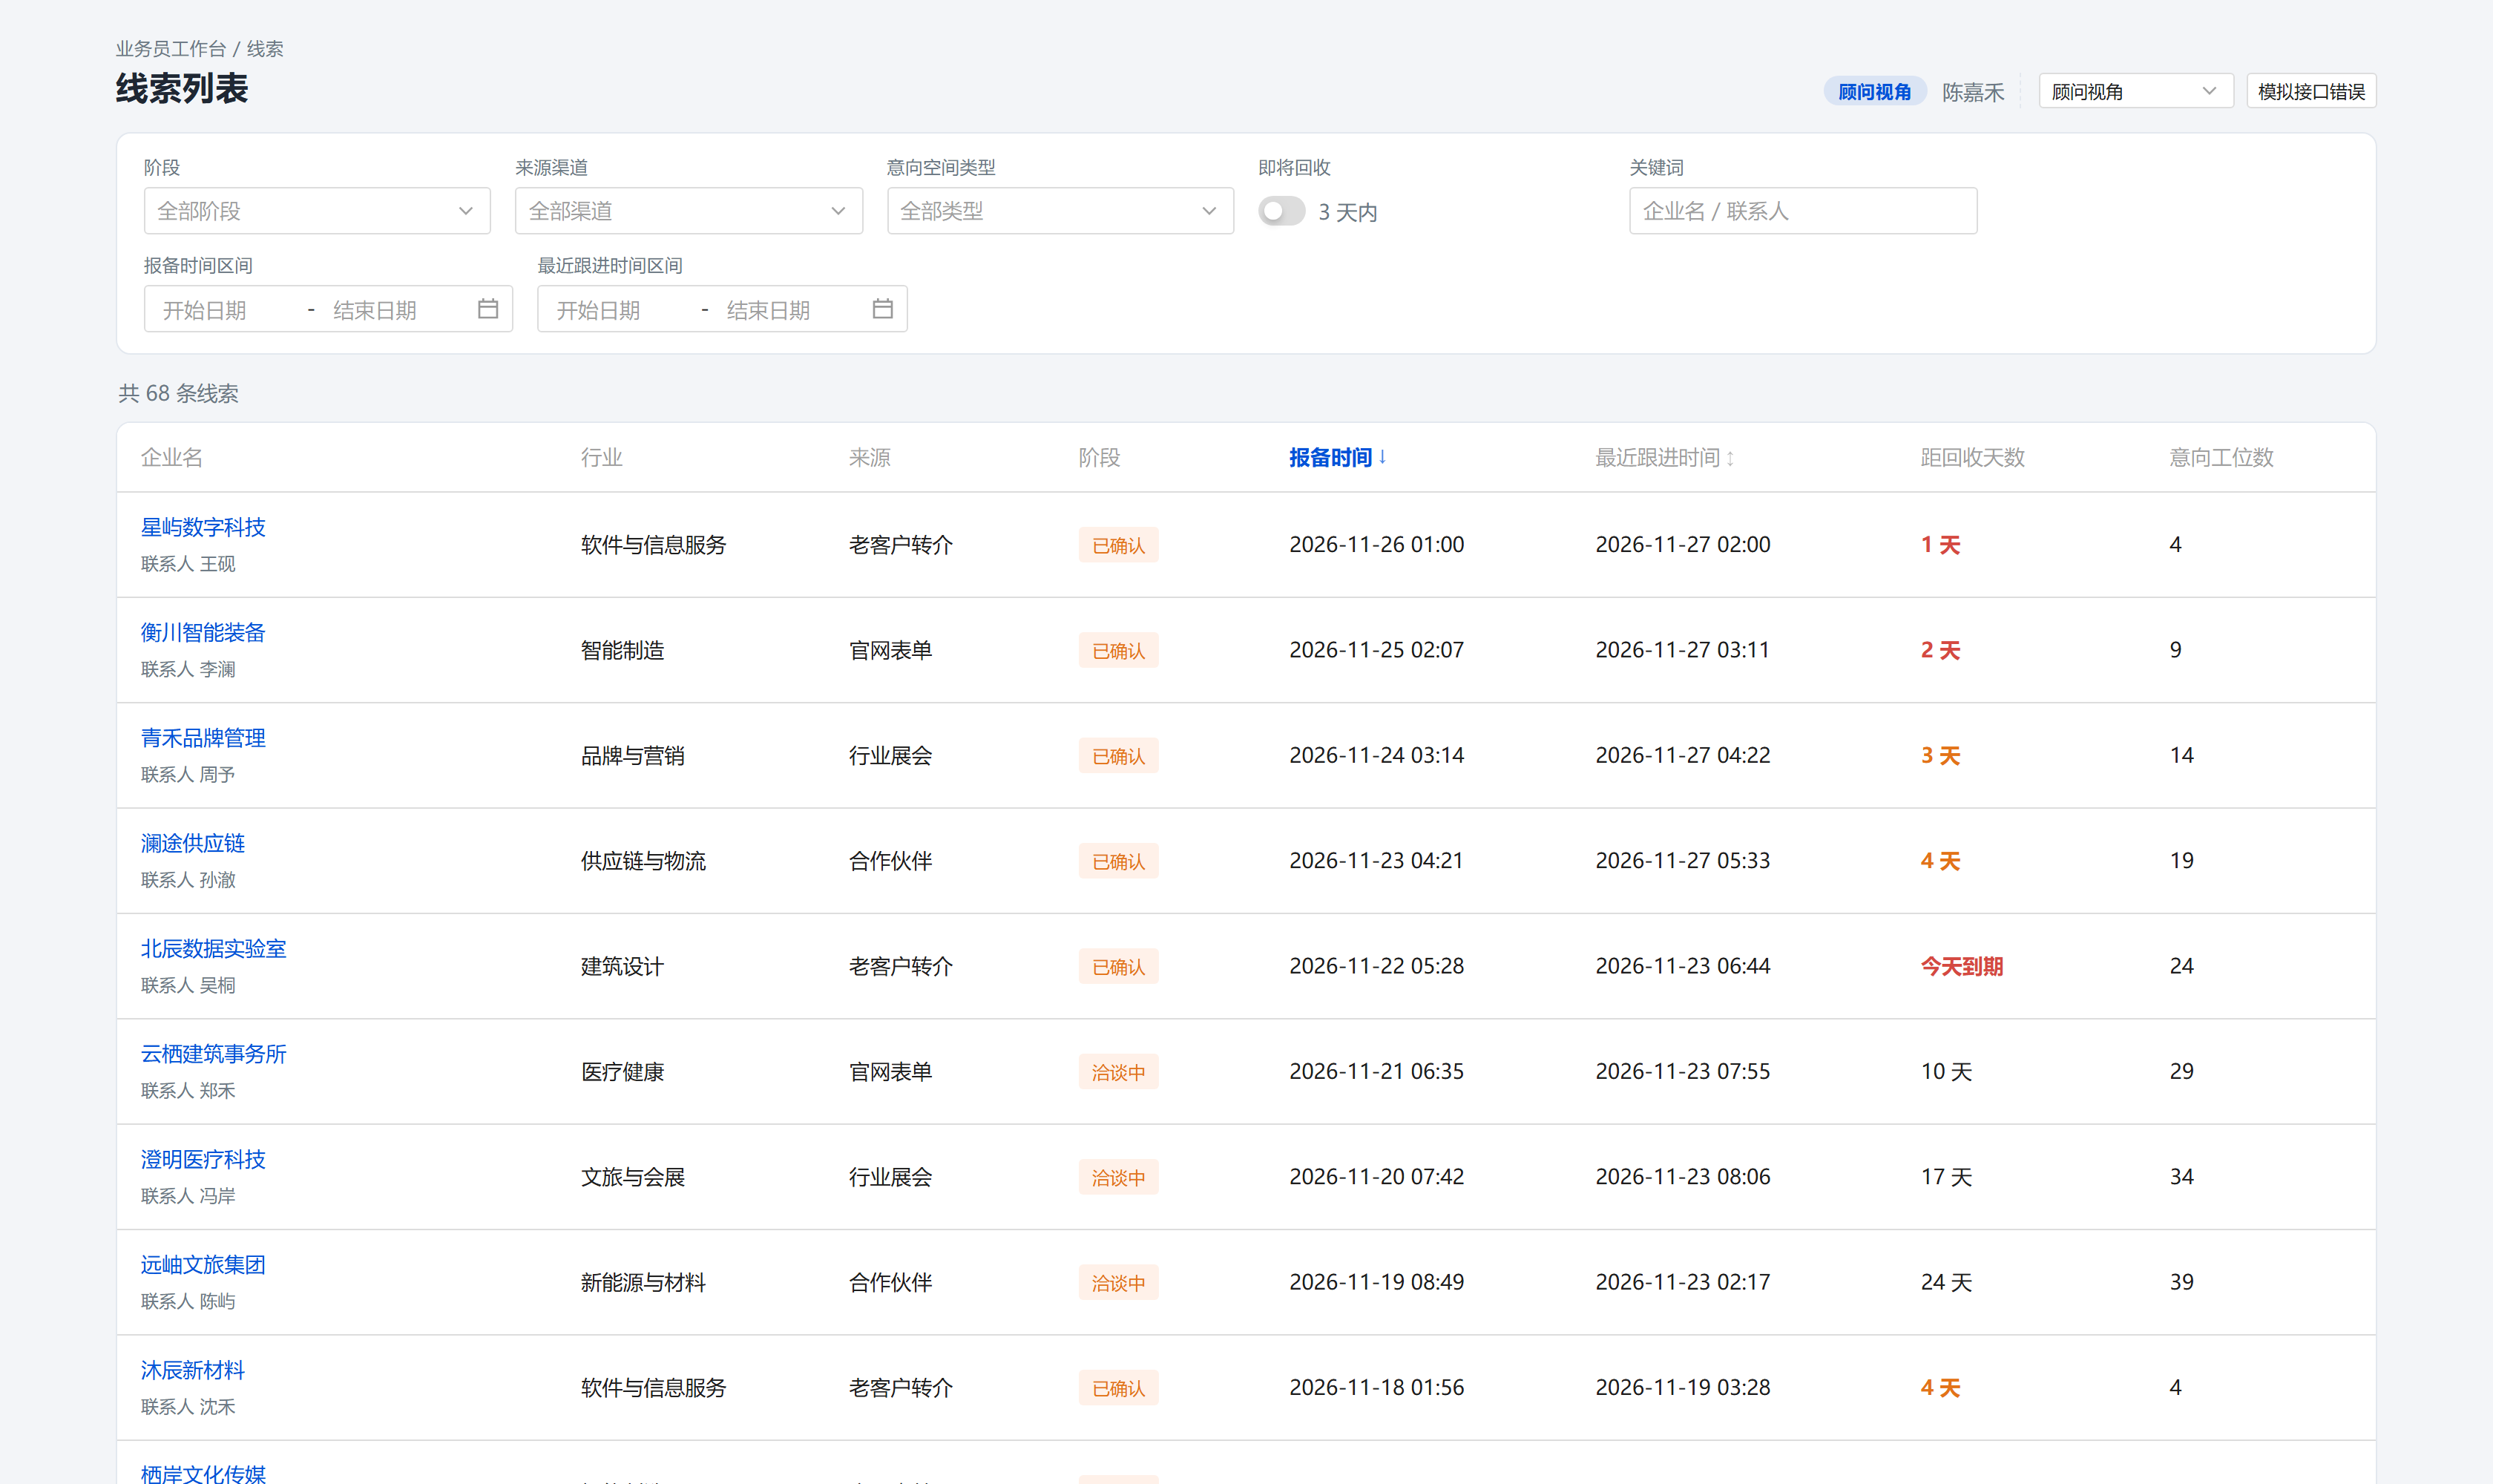 业务员工作台 / 线索
线索列表
顾问视角 陈嘉禾 顾问视角 模拟接口错误
阶段 来源渠道 意向空间类型 即将回收 关键词
全部阶段 全部渠道 全部类型 3 天内 企业名 / 联系人
报备时间区间 最近跟进时间区间
开始日期 - 结束日期 开始日期 - 结束日期
共 68 条线索
企业名 行业 来源 阶段 报备时间↓ 最近跟进时间↕ 距回收天数 意向工位数
星屿数字科技
联系人 王砚
软件与信息服务 老客户转介 已确认 2026-11-26 01:00 2026-11-27 02:00 1 天 4
衡川智能装备
联系人 李澜
智能制造 官网表单 已确认 2026-11-25 02:07 2026-11-27 03:11 2 天 9
青禾品牌管理
联系人 周予
品牌与营销 行业展会 已确认 2026-11-24 03:14 2026-11-27 04:22 3 天 14
澜途供应链
联系人 孙澈
供应链与物流 合作伙伴 已确认 2026-11-23 04:21 2026-11-27 05:33 4 天 19
北辰数据实验室
联系人 吴桐
建筑设计 老客户转介 已确认 2026-11-22 05:28 2026-11-23 06:44 今天到期 24
云栖建筑事务所
联系人 郑禾
医疗健康 官网表单 洽谈中 2026-11-21 06:35 2026-11-23 07:55 10 天 29
澄明医疗科技
联系人 冯岸
文旅与会展 行业展会 洽谈中 2026-11-20 07:42 2026-11-23 08:06 17 天 34
远岫文旅集团
联系人 陈屿
新能源与材料 合作伙伴 洽谈中 2026-11-19 08:49 2026-11-23 02:17 24 天 39
沐辰新材料
联系人 沈禾
软件与信息服务 老客户转介 已确认 2026-11-18 01:56 2026-11-19 03:28 4 天 4
栖岸文化传媒